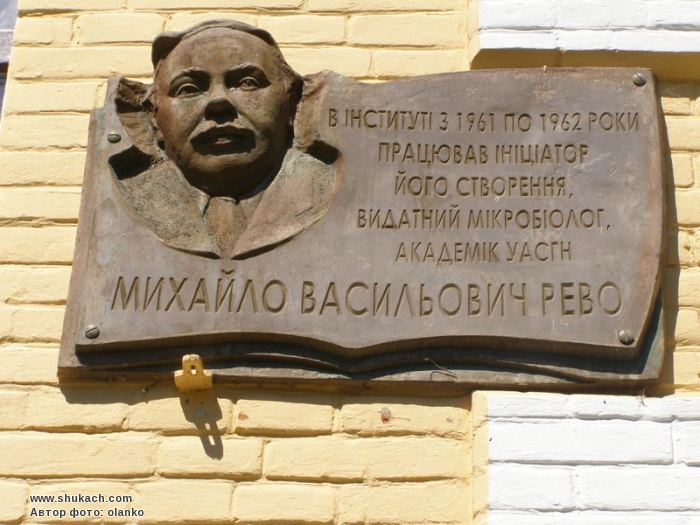 В ІНСТИТУТІ З 1961 ПО 1962 РОКИ
ПРАЦЮВАВ ІНІЦІАТОР
ЙОГО СТВОРЕННЯ,
ВИДАТНИЙ МІКРОБІОЛОГ,
АКАДЕМІК УАСГН
МИХАЙЛО ВАСИЛЬОВИЧ РЕВО
www.shukach.com
Автор фото: olanko